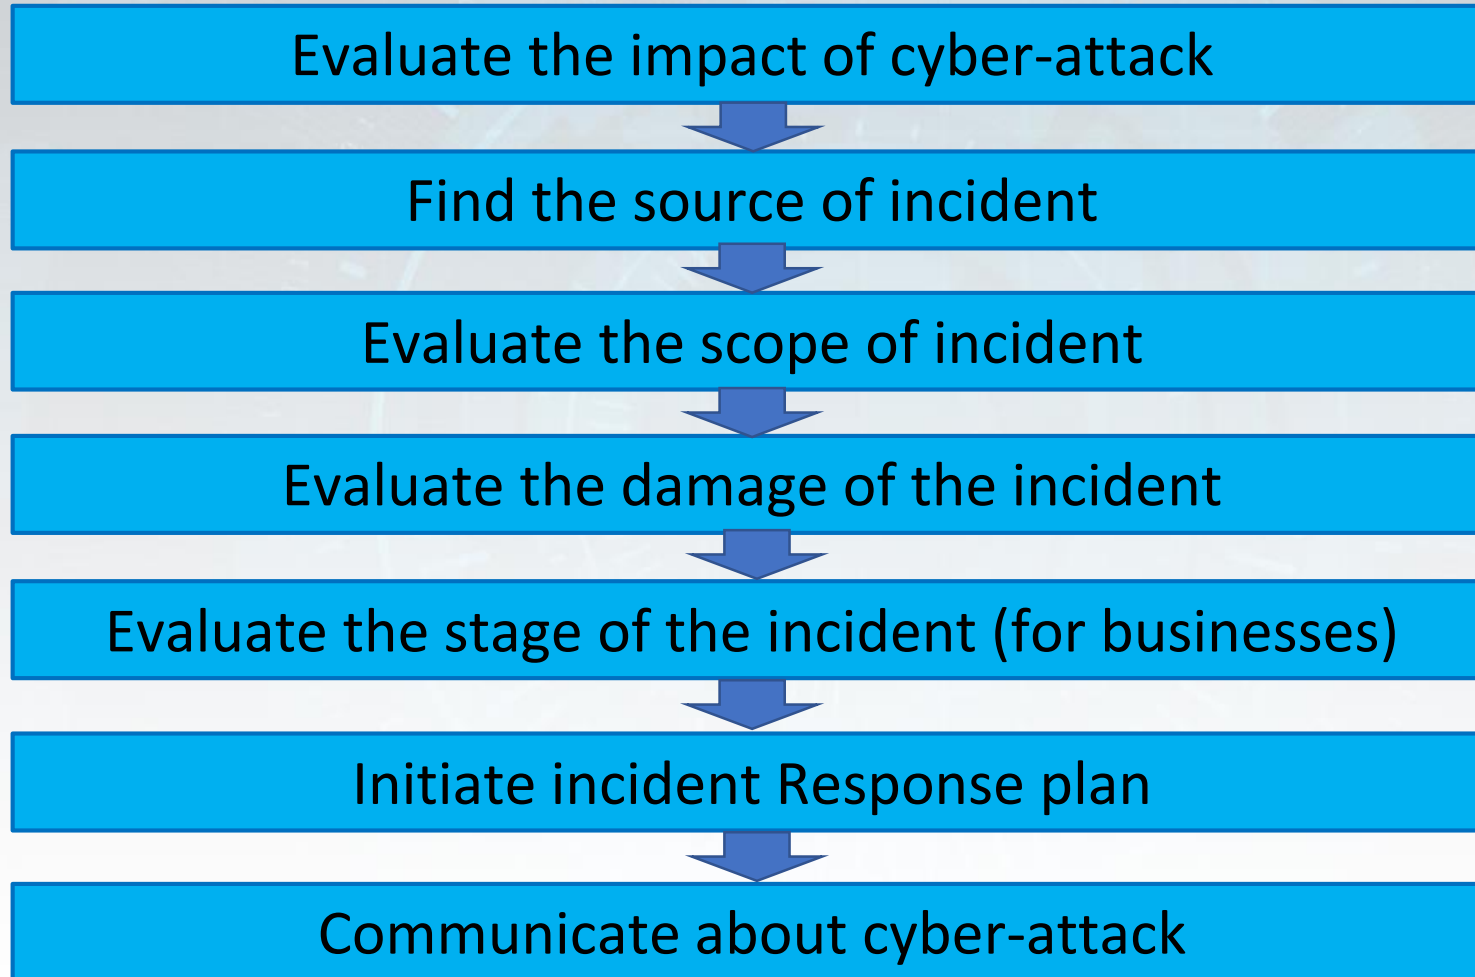 Evaluate the impact of cyber-attack
Find the source of incident
Evaluate the scope of incident
Evaluate the damage of the incident
Evaluate the stage of the incident (for businesses)
Initiate incident Response plan
Communicate about cyber-attack